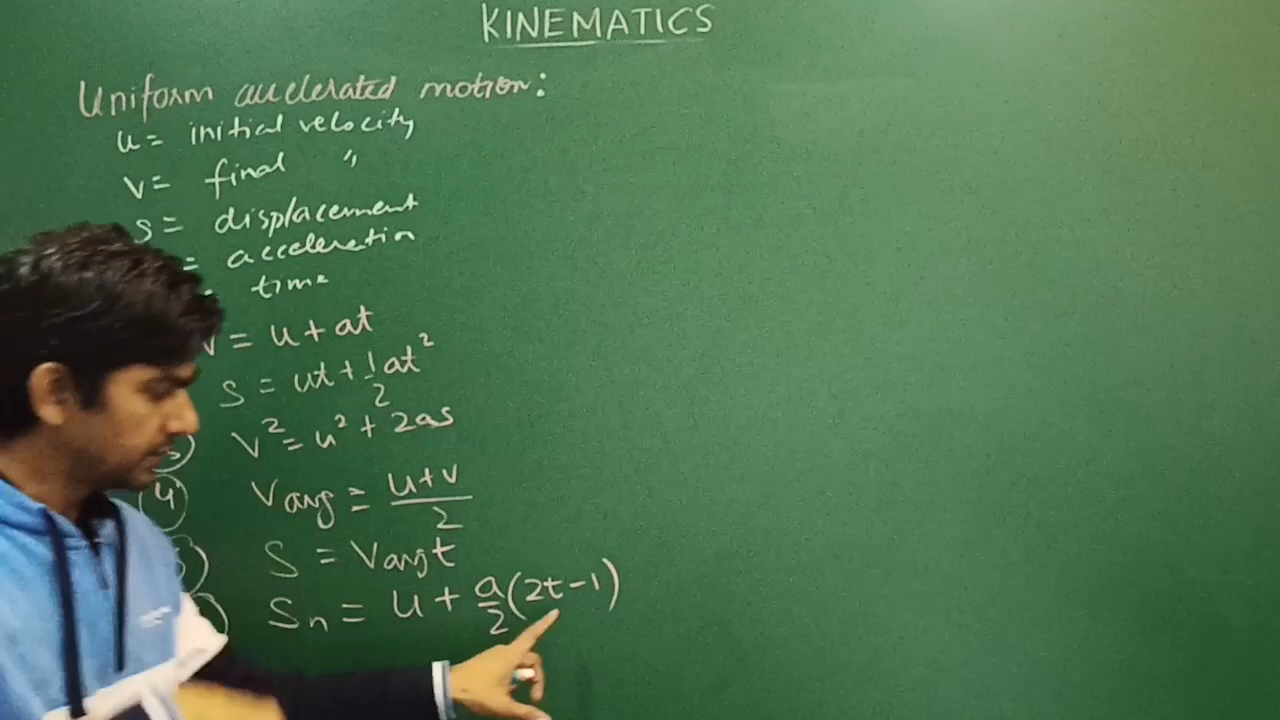 KINEMATICS
Uniform accelerated motion:
u = initial velocity
v = final "
s = displacement
= acceleration
time
v = u + at
s = ut + 1/2 at²
v² = u² + 2as
4 Vavg = (u+v)/2
S = Vavgt
Sn = u + a/2 (2t-1)